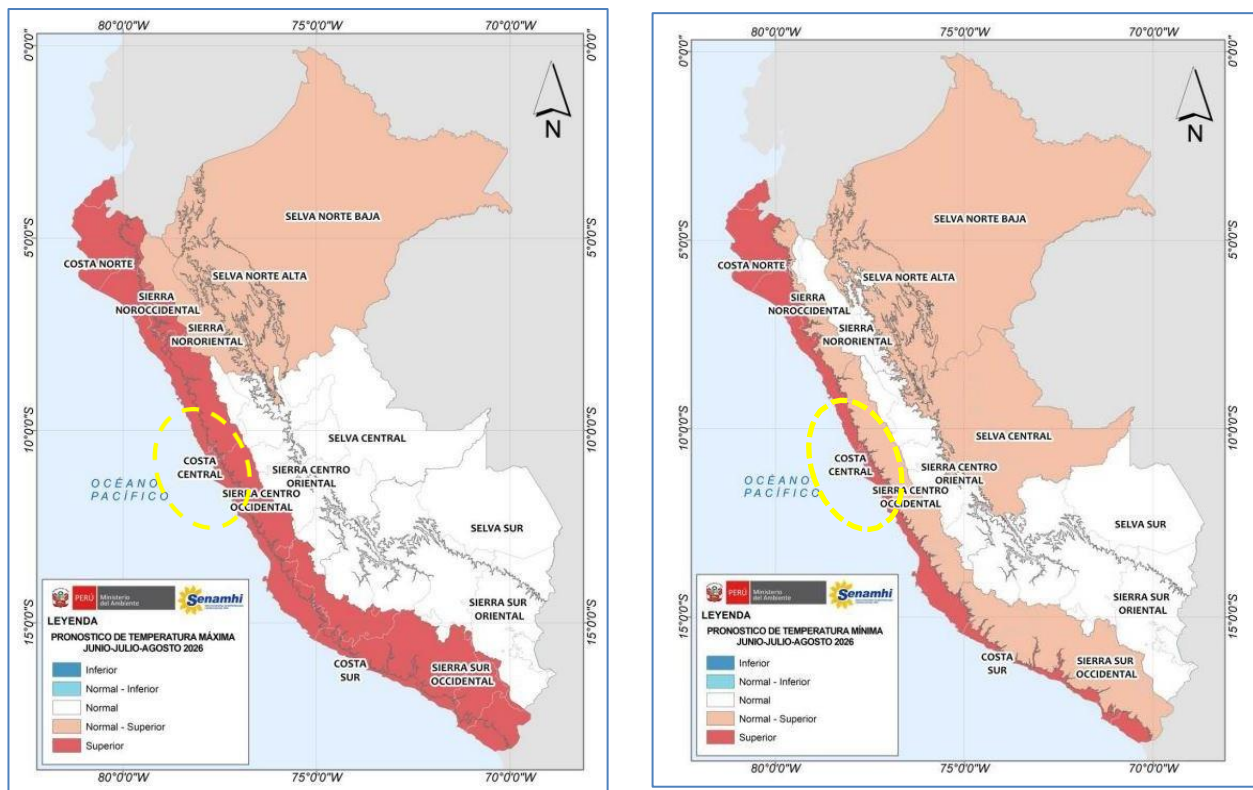 80°0'0"W 75°0'0"W 70°0'0"W
0°0'0" 0°0'0"
N
SELVA NORTE BAJA
5°0'0"S 5°0'0"S
COSTA NORTE
SELVA NORTE ALTA
SIERRA
NOROCCIDENTAL
SIERRA
NORORIENTAL
10°0'0"S 10°0'0"S
SELVA CENTRAL
COSTA
CENTRAL
SIERRA CENTRO
ORIENTAL
OCÉANO
PACÍFICO
SIERRA CENTRO
OCCIDENTAL
SELVA SUR
PERÚ Ministerio
del Ambiente
Senamhi
SIERRA SUR
ORIENTAL
15°0'0"S 15°0'0"S
LEYENDA
PRONOSTICO DE TEMPERATURA MÁXIMA
JUNIO-JULIO-AGOSTO 2026
COSTA
SUR
SIERRA SUR
OCCIDENTAL
Inferior
Normal - Inferior
Normal
Normal - Superior
Superior
80°0'0"W 75°0'0"W 70°0'0"W
80°0'0"W 75°0'0"W 70°0'0"W
0°0'0" 0°0'0"
N
SELVA NORTE BAJA
5°0'0"S 5°0'0"S
COSTA NORTE
SELVA NORTE ALTA
SIERRA
NOROCCIDENTAL
SIERRA
NORORIENTAL
10°0'0"S 10°0'0"S
SELVA CENTRAL
COSTA
CENTRAL
SIERRA CENTRO
ORIENTAL
OCÉANO
PACÍFICO
SIERRA CENTRO
OCCIDENTAL
SELVA SUR
PERÚ Ministerio
del Ambiente
Senamhi
SIERRA SUR
ORIENTAL
15°0'0"S 15°0'0"S
LEYENDA
PRONOSTICO DE TEMPERATURA MÍNIMA
JUNIO-JULIO-AGOSTO 2026
COSTA
SUR
SIERRA SUR
OCCIDENTAL
Inferior
Normal - Inferior
Normal
Normal - Superior
Superior
80°0'0"W 75°0'0"W 70°0'0"W